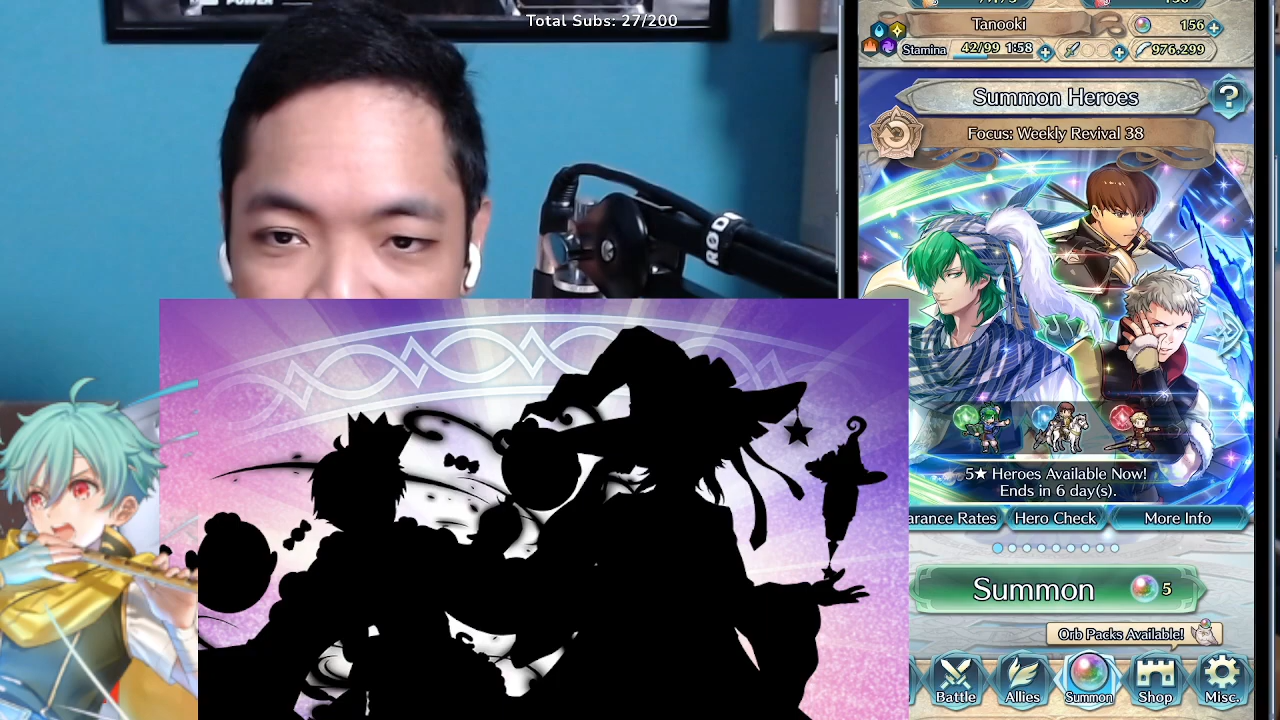 POWER
Total Subs: 27/200
RODE
Tanooki
156
Stamina
42/99 1:58
976,299
Summon Heroes
?
Focus: Weekly Revival 38
5★ Heroes Available Now!
Ends in 6 day(s).
arance Rates
Hero Check
More Info
Summon
5
Orb Packs Available!
Battle
Allies
Summon
Shop
Misc.